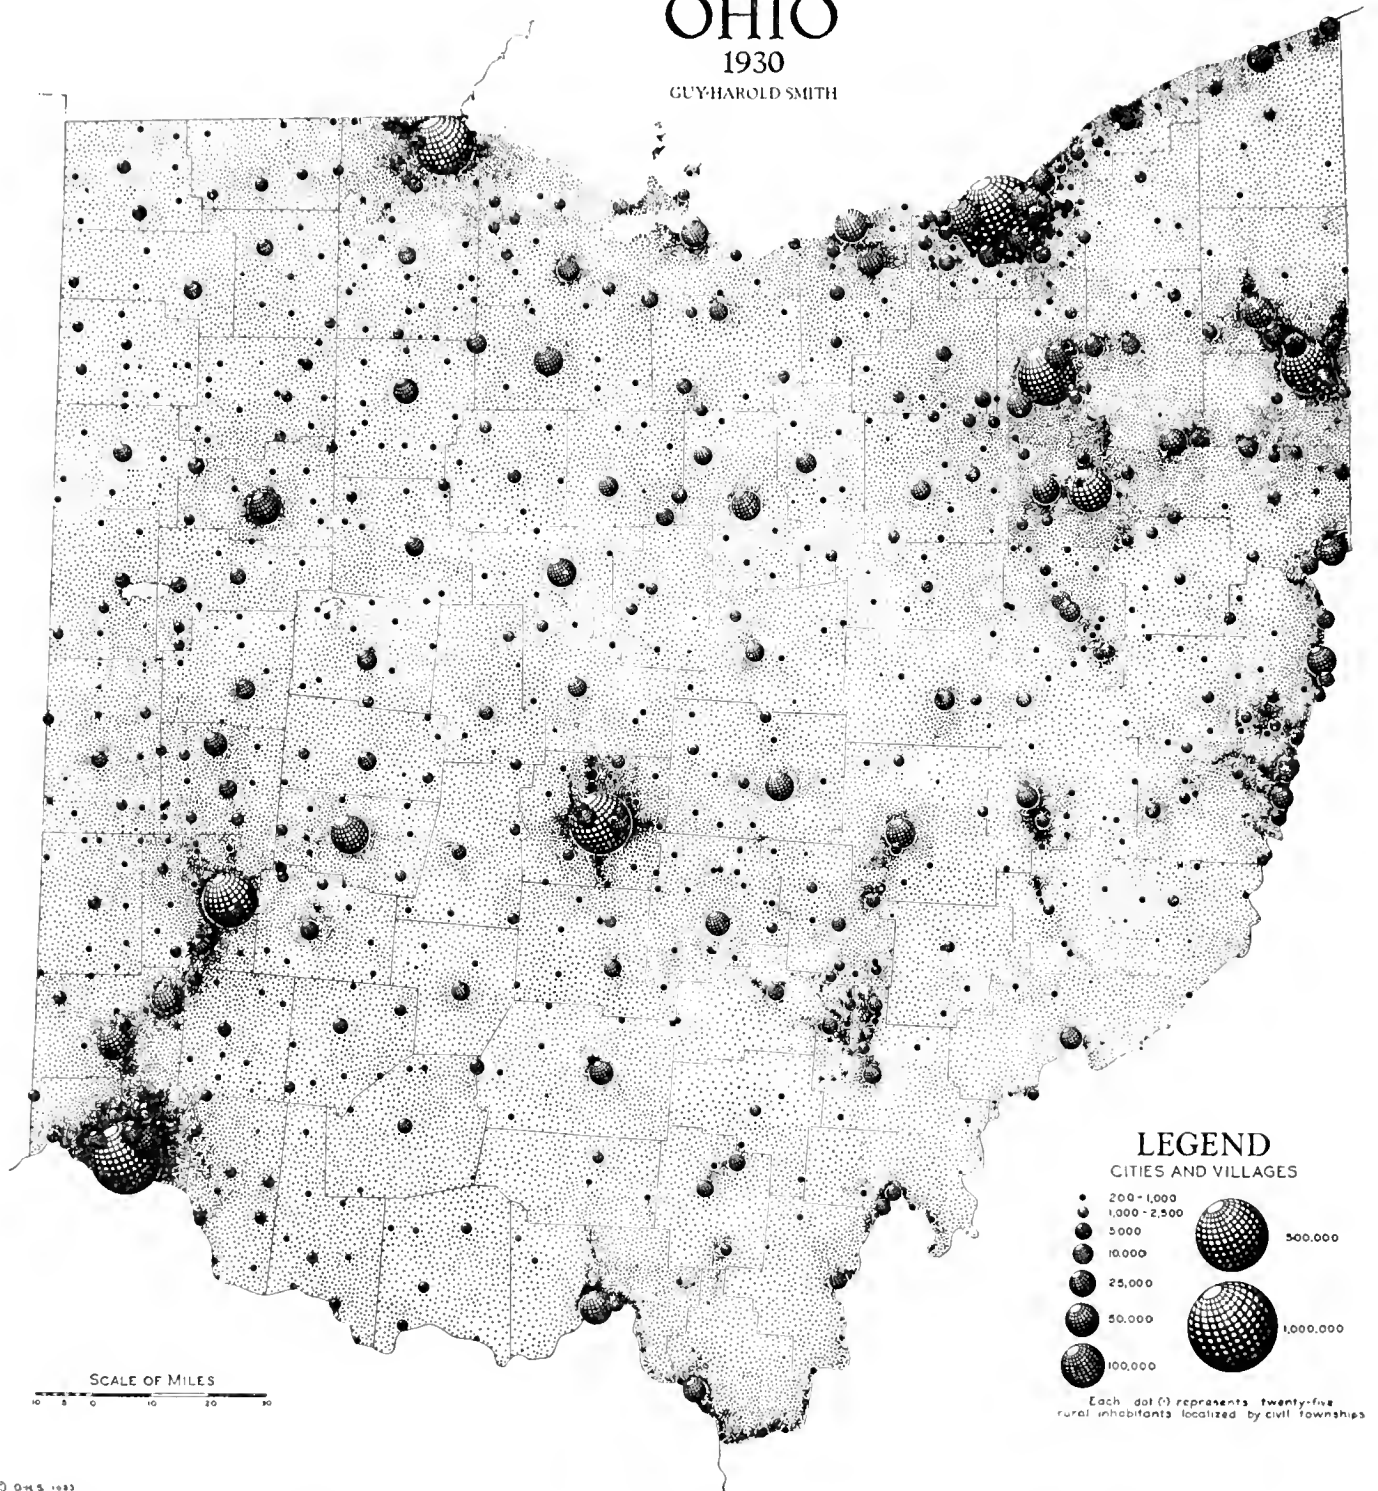 OHIO
1930
GUY-HAROLD SMITH
LEGEND
CITIES AND VILLAGES
200-1,000
1,000-2,500
5000
10,000
25,000
50,000
100,000
500,000
1,000,000
Each dot (·) represents twenty-five
rural inhabitants localized by civil townships
SCALE OF MILES
10 5 0 10 20 30